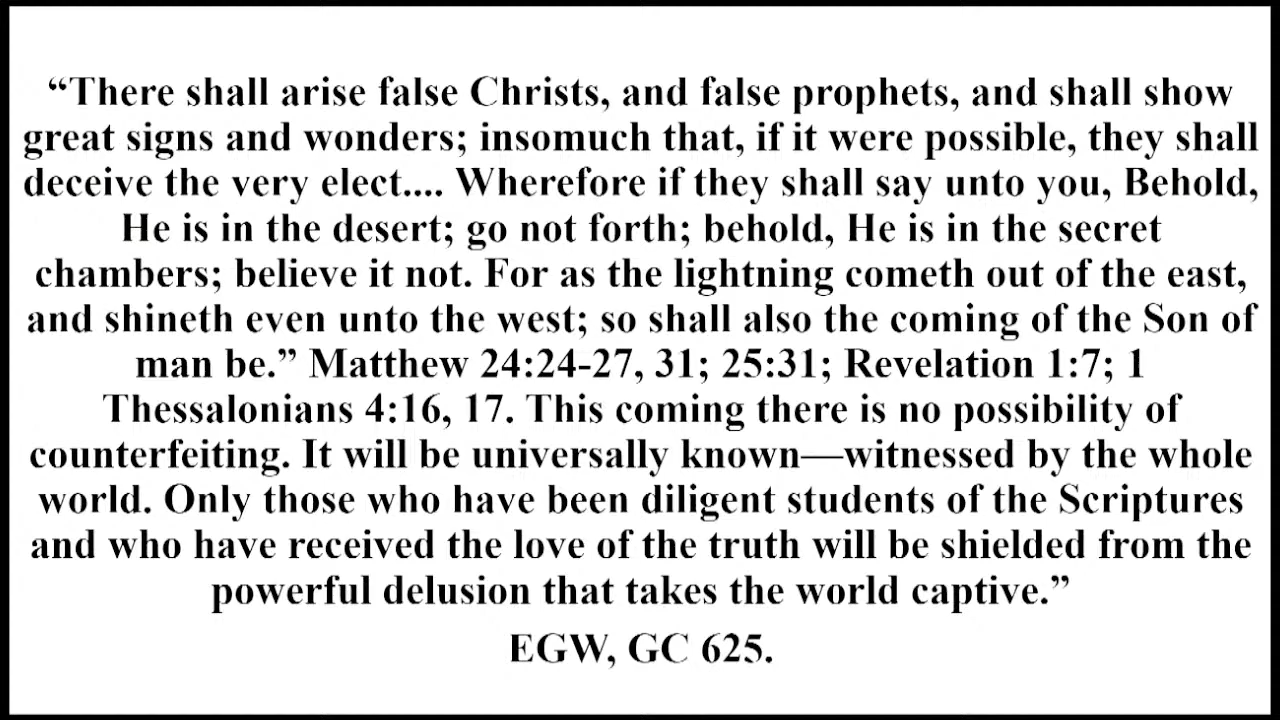 “There shall arise false Christs, and false prophets, and shall show
great signs and wonders; insomuch that, if it were possible, they shall
deceive the very elect.... Wherefore if they shall say unto you, Behold,
He is in the desert; go not forth; behold, He is in the secret
chambers; believe it not. For as the lightning cometh out of the east,
and shineth even unto the west; so shall also the coming of the Son of
man be.” Matthew 24:24-27, 31; 25:31; Revelation 1:7; 1
Thessalonians 4:16, 17. This coming there is no possibility of
counterfeiting. It will be universally known—witnessed by the whole
world. Only those who have been diligent students of the Scriptures
and who have received the love of the truth will be shielded from the
powerful delusion that takes the world captive.”
EGW, GC 625.